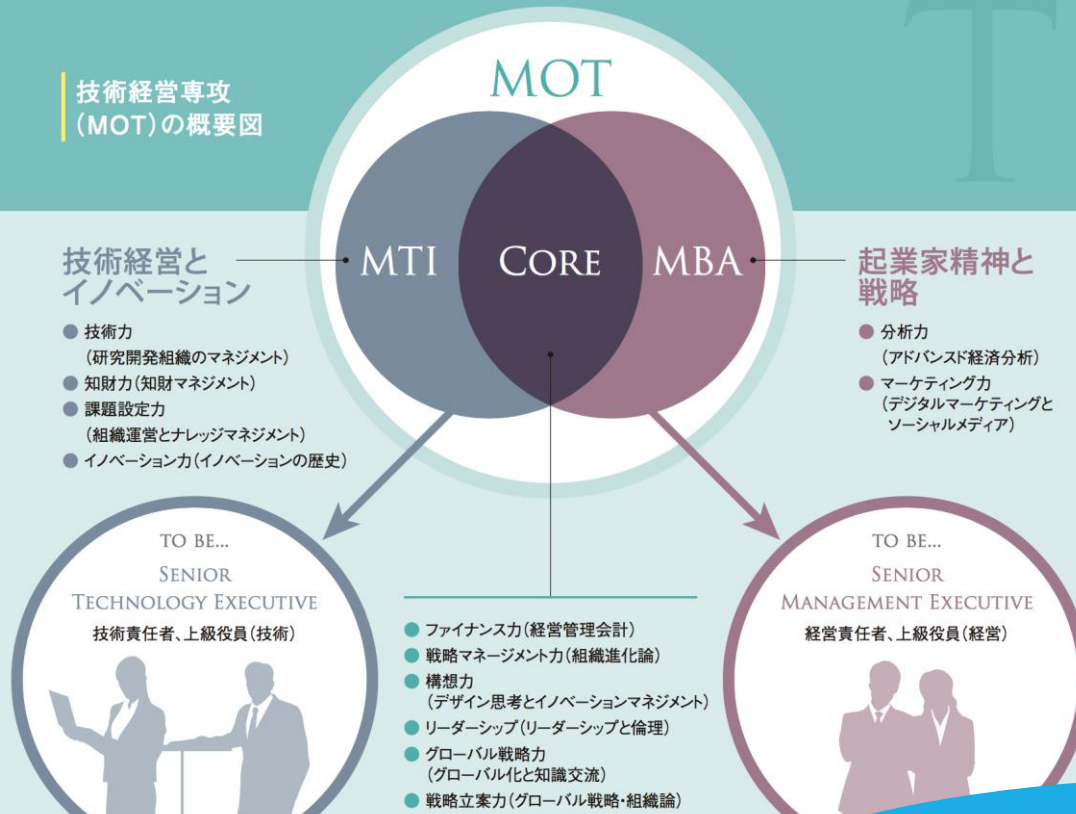 技術経営専攻
（MOT）の概要図
T
MOT
MTI
CORE
MBA
技術経営と
イノベーション
● 技術力
（研究開発組織のマネジメント）
● 知財力（知財マネジメント）
● 課題設定力
（組織運営とナレッジマネジメント）
● イノベーション力（イノベーションの歴史）
起業家精神と
戦略
● 分析力
（アドバンスド経済分析）
● マーケティング力
（デジタルマーケティングと
ソーシャルメディア）
TO BE...
SENIOR
TECHNOLOGY EXECUTIVE
技術責任者、上級役員（技術）
● ファイナンス力（経営管理会計）
● 戦略マネージメント力（組織進化論）
● 構想力
（デザイン思考とイノベーションマネジメント）
● リーダーシップ（リーダーシップと倫理）
● グローバル戦略力
（グローバル化と知識交流）
● 戦略立案力（グローバル戦略・組織論）
TO BE...
SENIOR
MANAGEMENT EXECUTIVE
経営責任者、上級役員（経営）